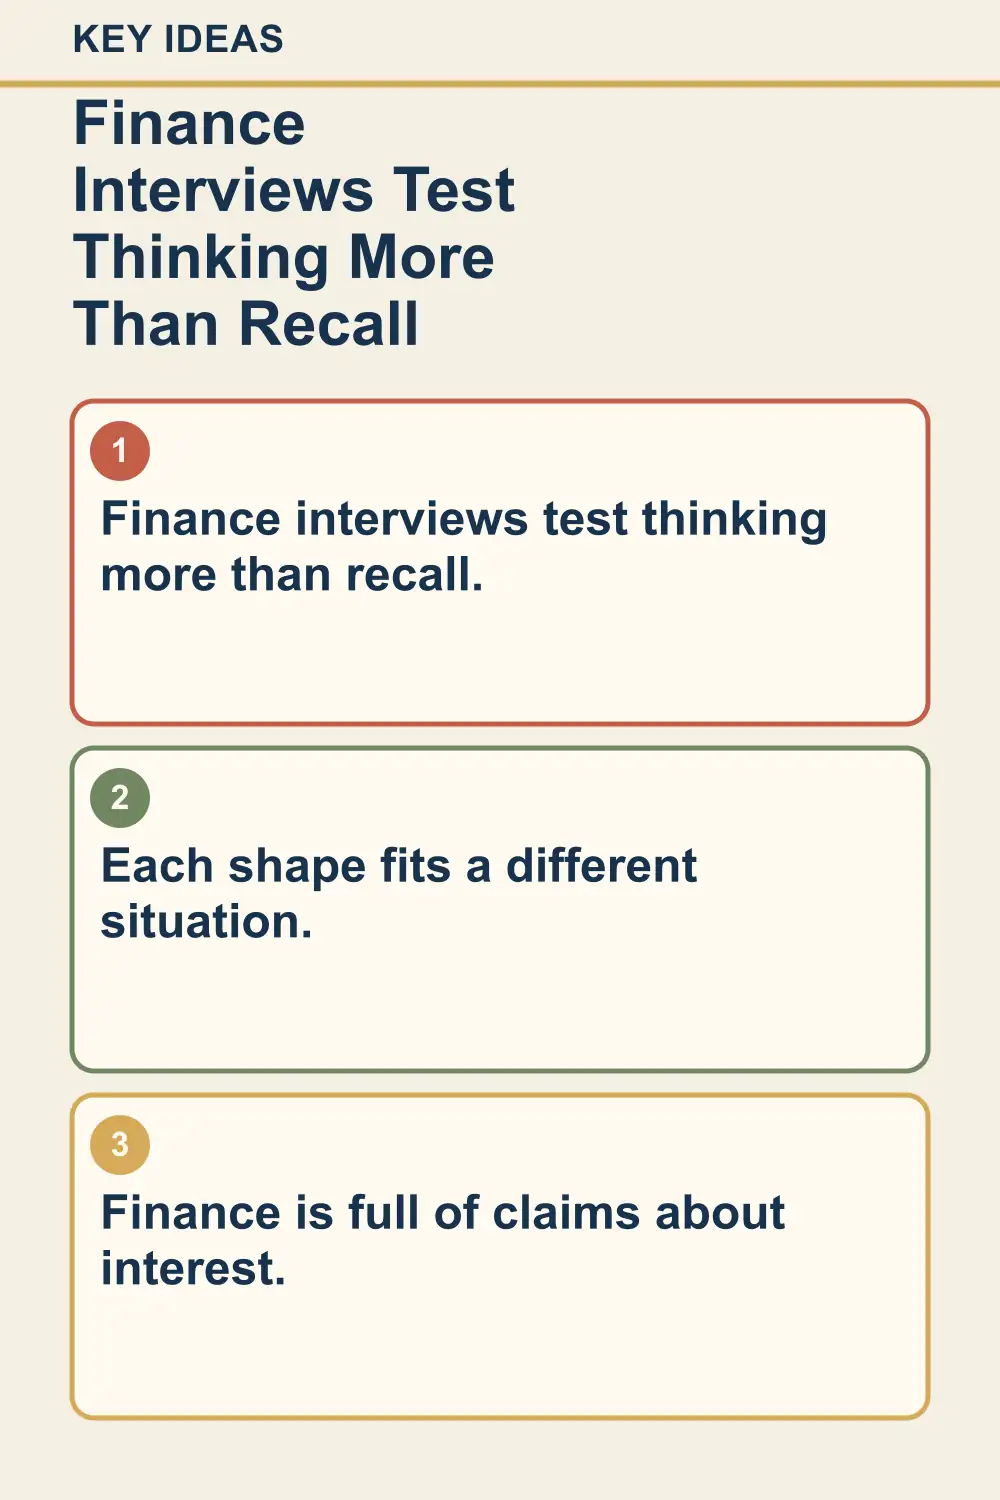 KEY IDEAS
Finance
Interviews Test
Thinking More
Than Recall
1
Finance interviews test thinking
more than recall.
2
Each shape fits a different
situation.
3
Finance is full of claims about
interest.